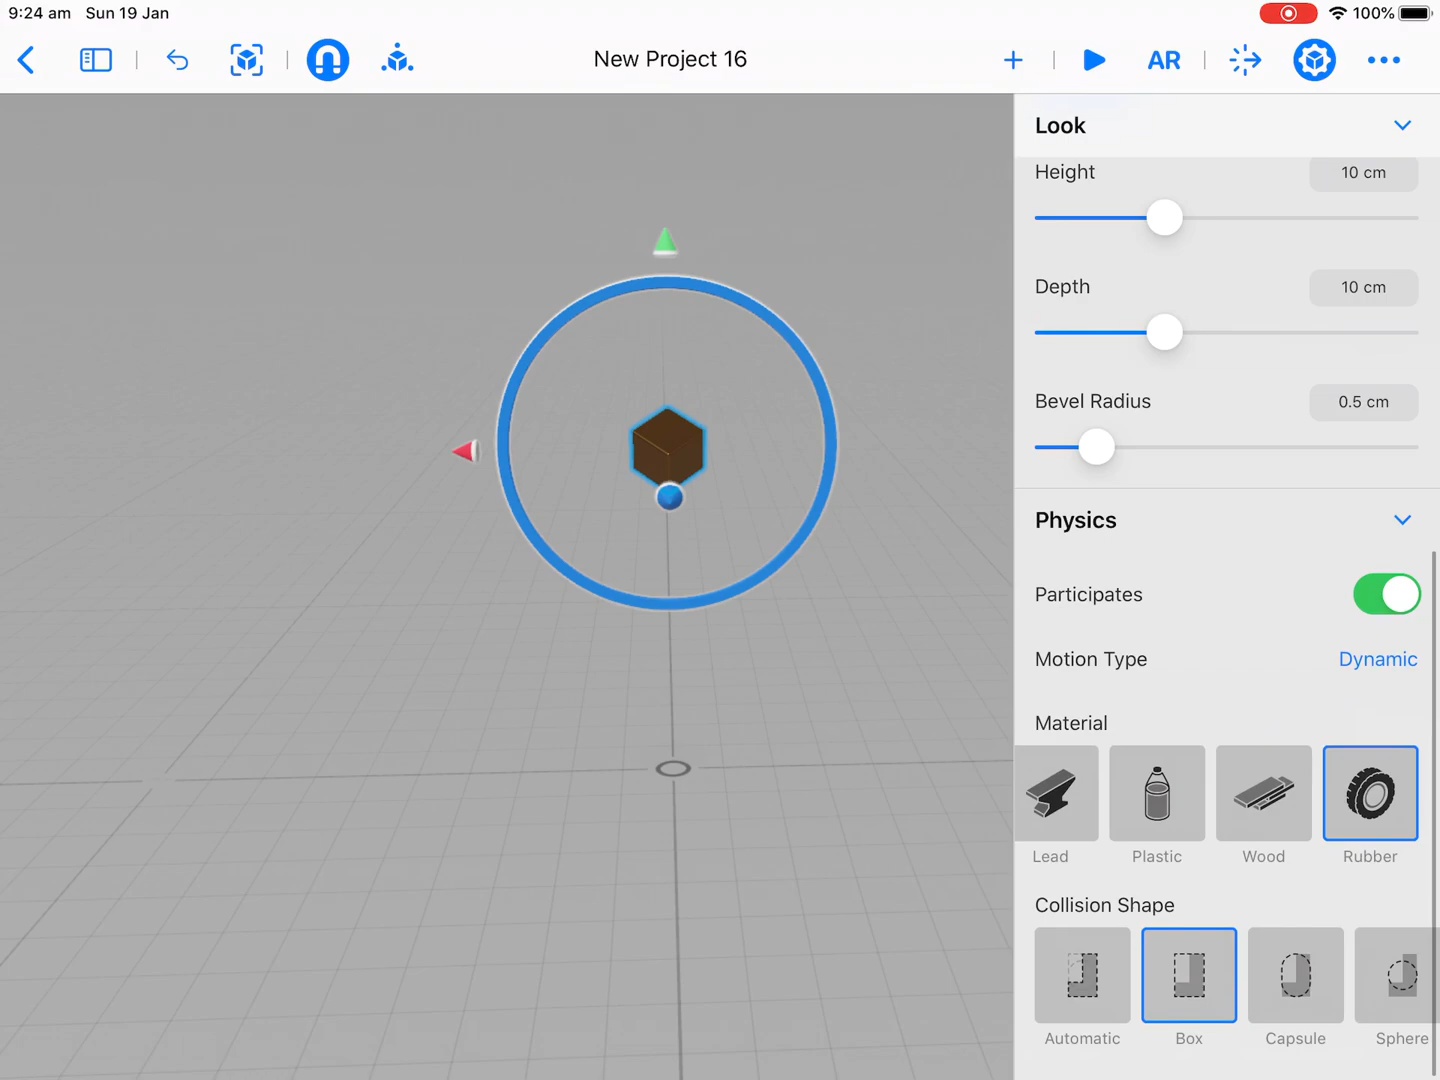 9:24 am Sun 19 Jan
100%
New Project 16
AR
Look
Height 10 cm
Depth 10 cm
Bevel Radius 0.5 cm
Physics
Participates
Motion Type Dynamic
Material
Lead Plastic Wood Rubber
Collision Shape
Automatic Box Capsule Sphere